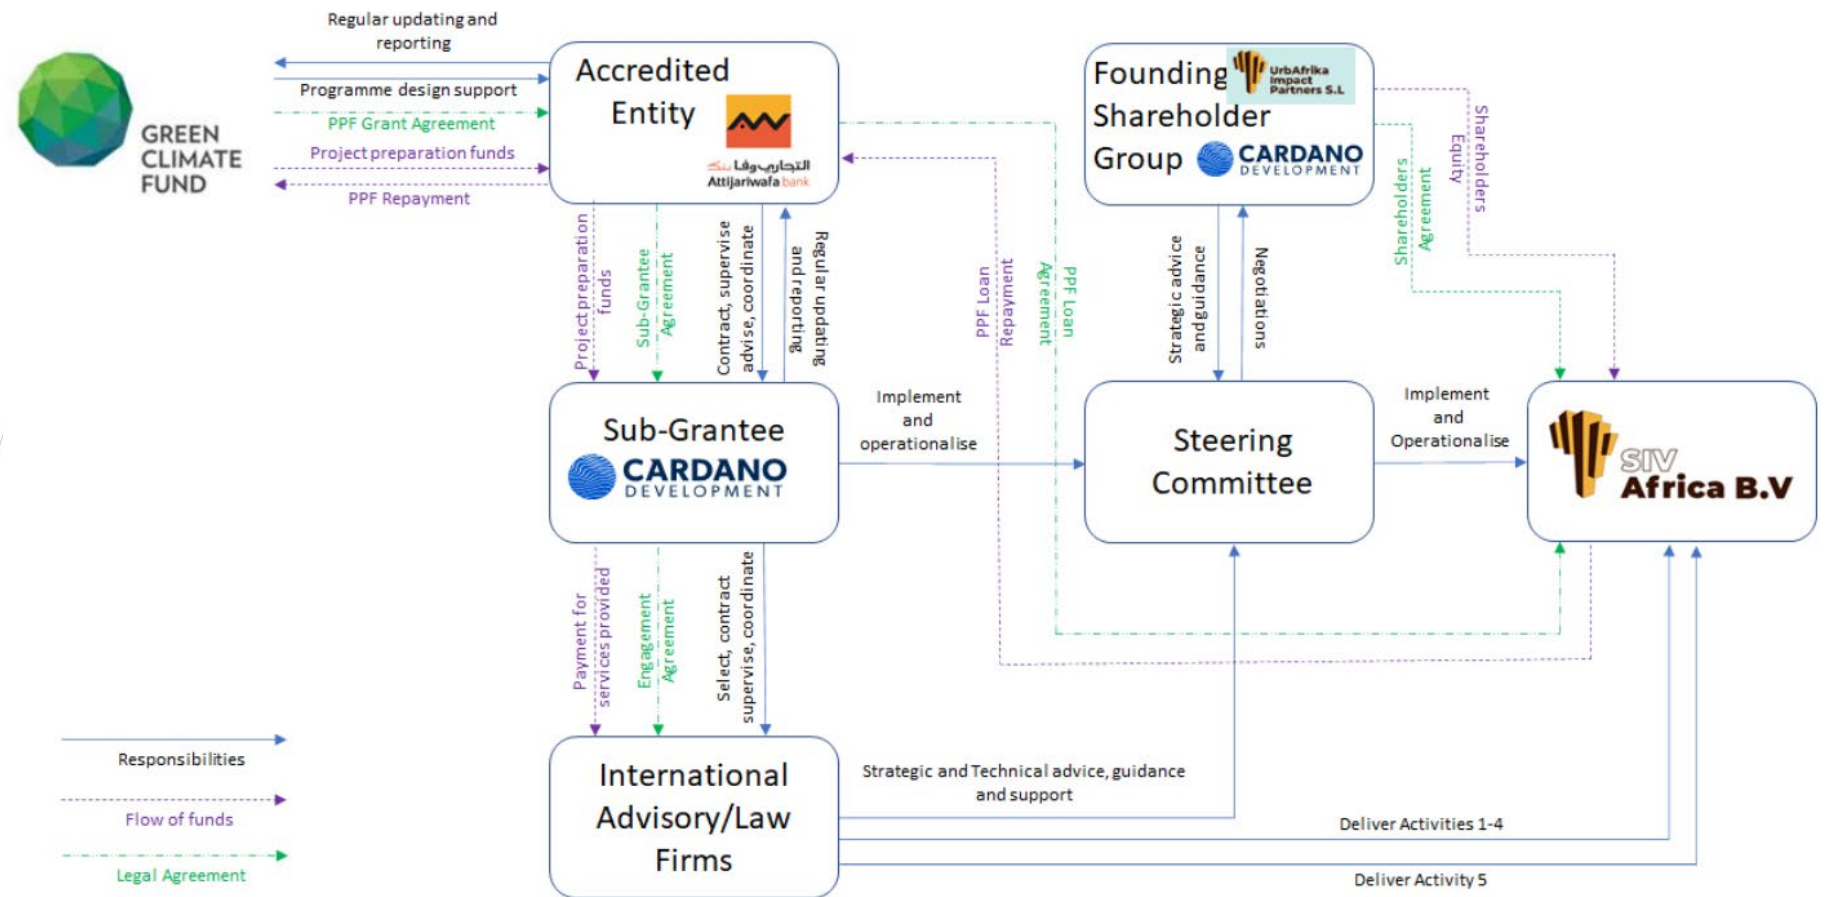 Regular updating and
reporting
Programme design support
PPF Grant Agreement
Project preparation funds
PPF Repayment
GREEN
CLIMATE
FUND
Accredited
Entity
التجاري وفا بنك
Attijariwafa bank
Founding
Shareholder
Group
UrbAfrika
Impact
Partners S.L
CARDANO
DEVELOPMENT
Shareholders
Equity
Shareholders
Agreement
Project preparation
funds
Sub-Grantee
Agreement
Contract, supervise
advise, coordinate
Regular updating
and reporting
PPF Loan
Repayment
PPF Loan
Agreement
Strategic advice
and guidance
Negotiations
Sub-Grantee
CARDANO
DEVELOPMENT
Implement
and
operationalise
Steering
Committee
Implement
and
Operationalise
SIV
Africa B.V
Payment for
services provided
Engagement
Agreement
Select, contract
supervise, coordinate
International
Advisory/Law
Firms
Strategic and Technical advice, guidance
and support
Deliver Activities 1-4
Deliver Activity 5
Responsibilities
Flow of funds
Legal Agreement